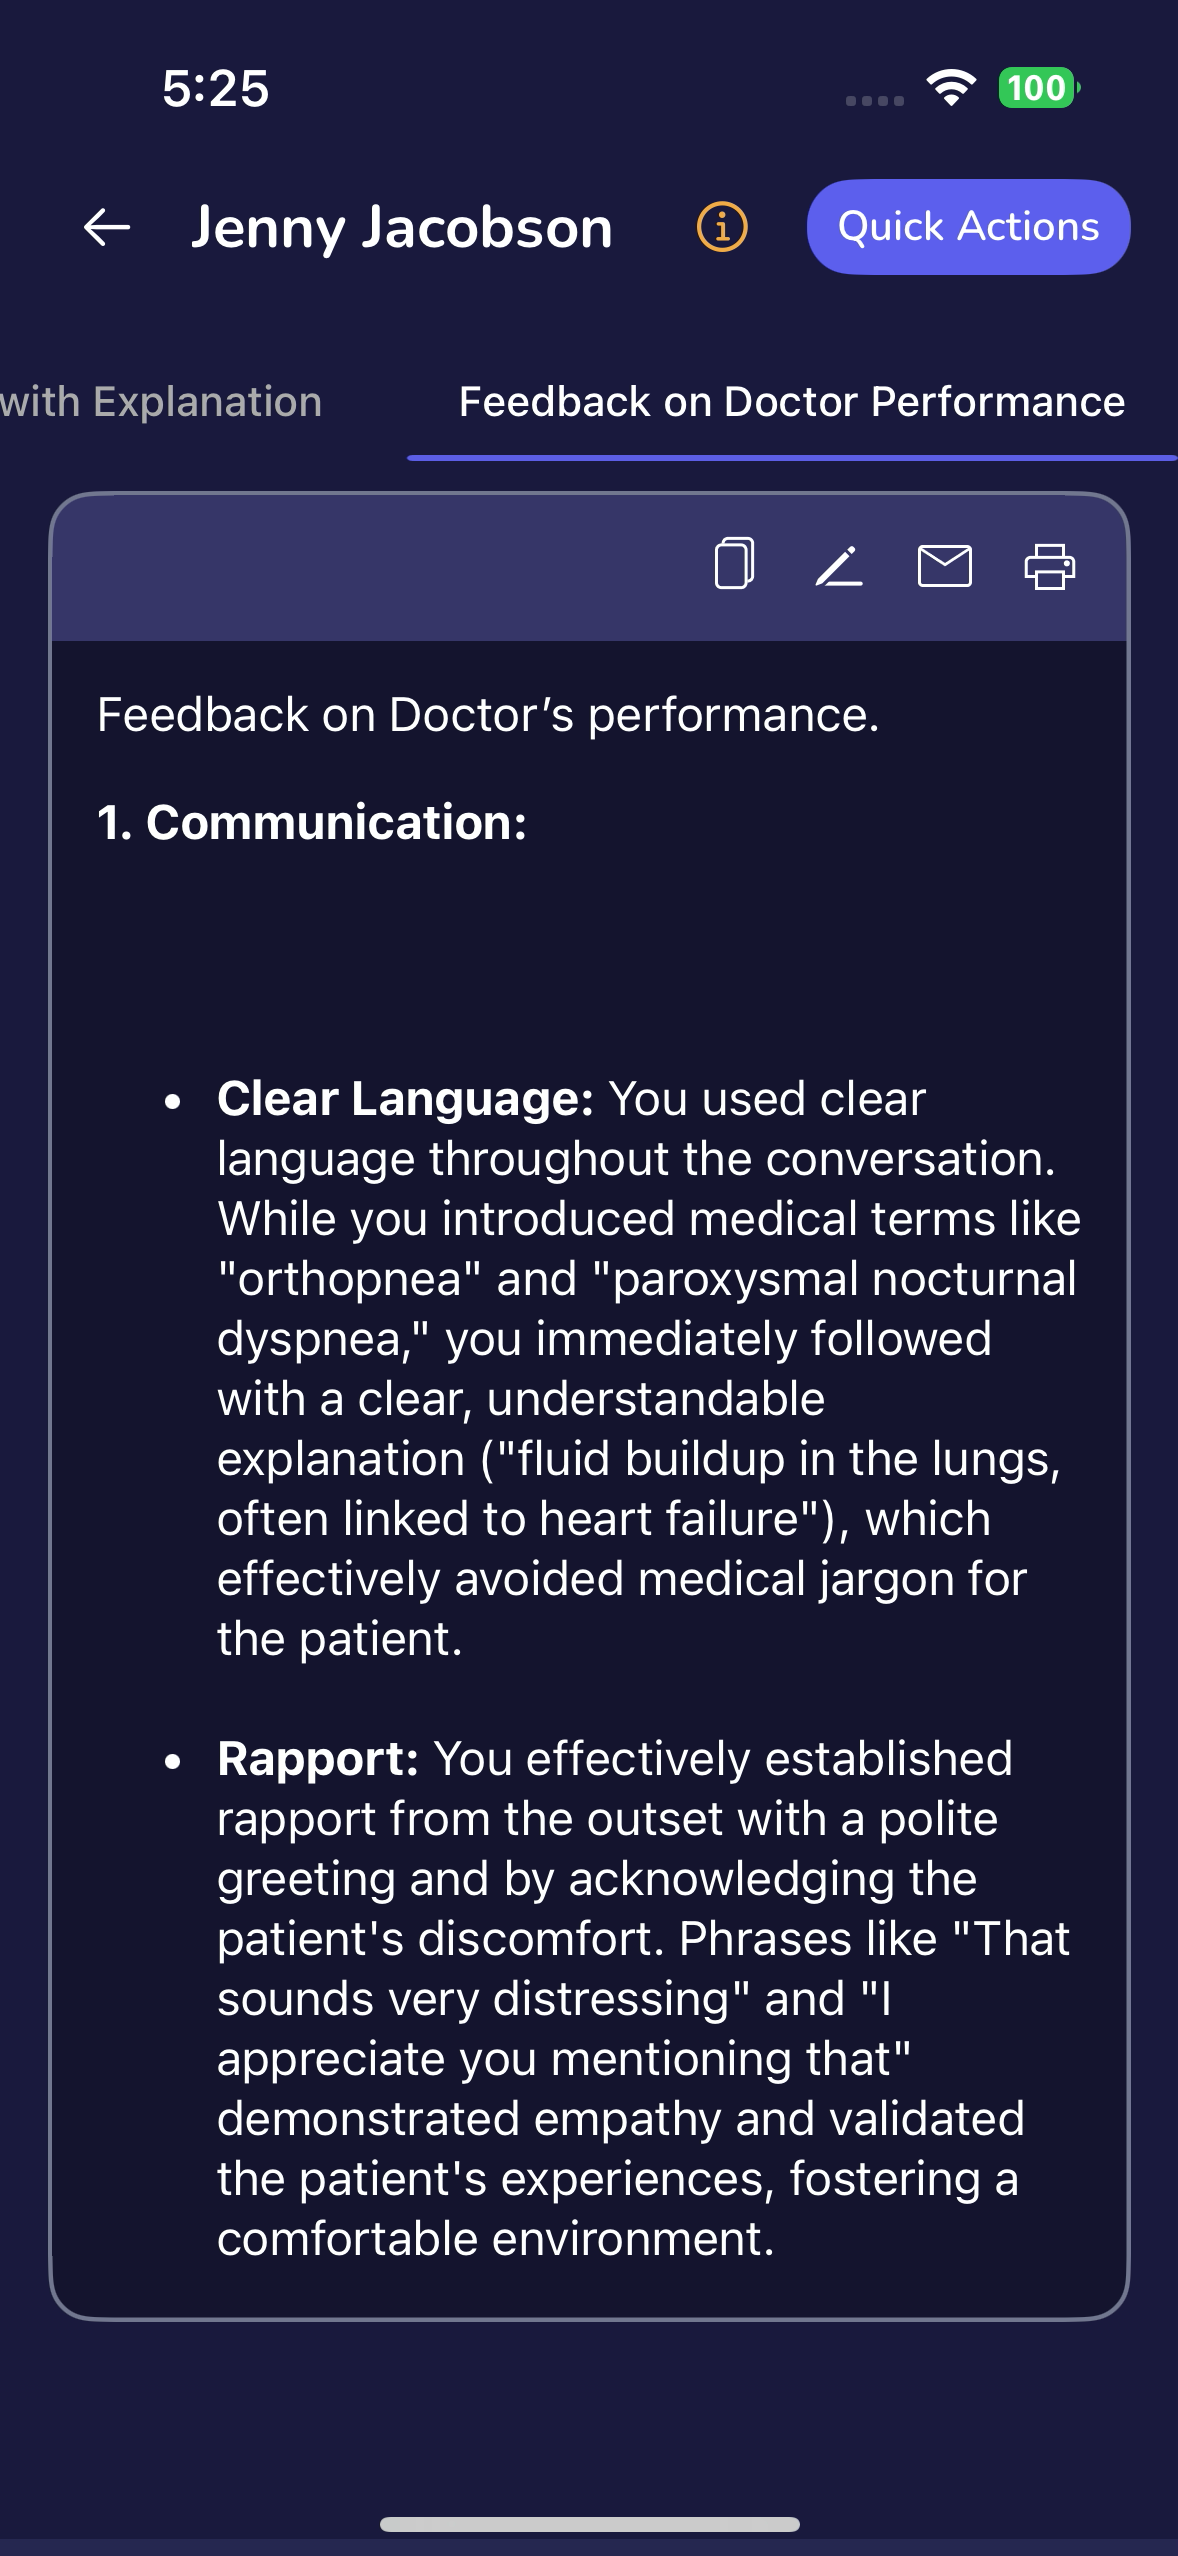 5:25
100
Jenny Jacobson
Quick Actions
with Explanation
Feedback on Doctor Performance
Feedback on Doctor’s performance.
1. Communication:
• Clear Language: You used clear
language throughout the conversation.
While you introduced medical terms like
"orthopnea" and "paroxysmal nocturnal
dyspnea," you immediately followed
with a clear, understandable
explanation ("fluid buildup in the lungs,
often linked to heart failure"), which
effectively avoided medical jargon for
the patient.
• Rapport: You effectively established
rapport from the outset with a polite
greeting and by acknowledging the
patient's discomfort. Phrases like "That
sounds very distressing" and "I
appreciate you mentioning that"
demonstrated empathy and validated
the patient's experiences, fostering a
comfortable environment.